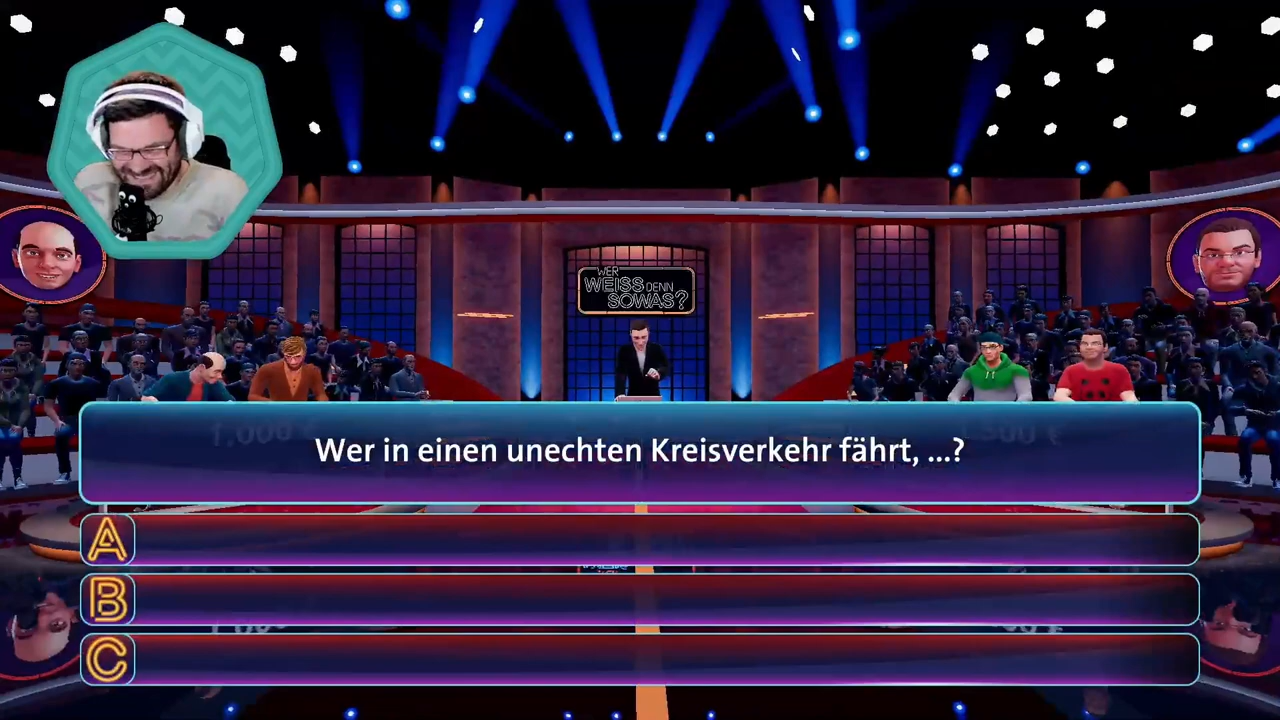 WER
WEISS DENN
SOWAS?
Wer in einen unechten Kreisverkehr fährt, ...?
A
B
C